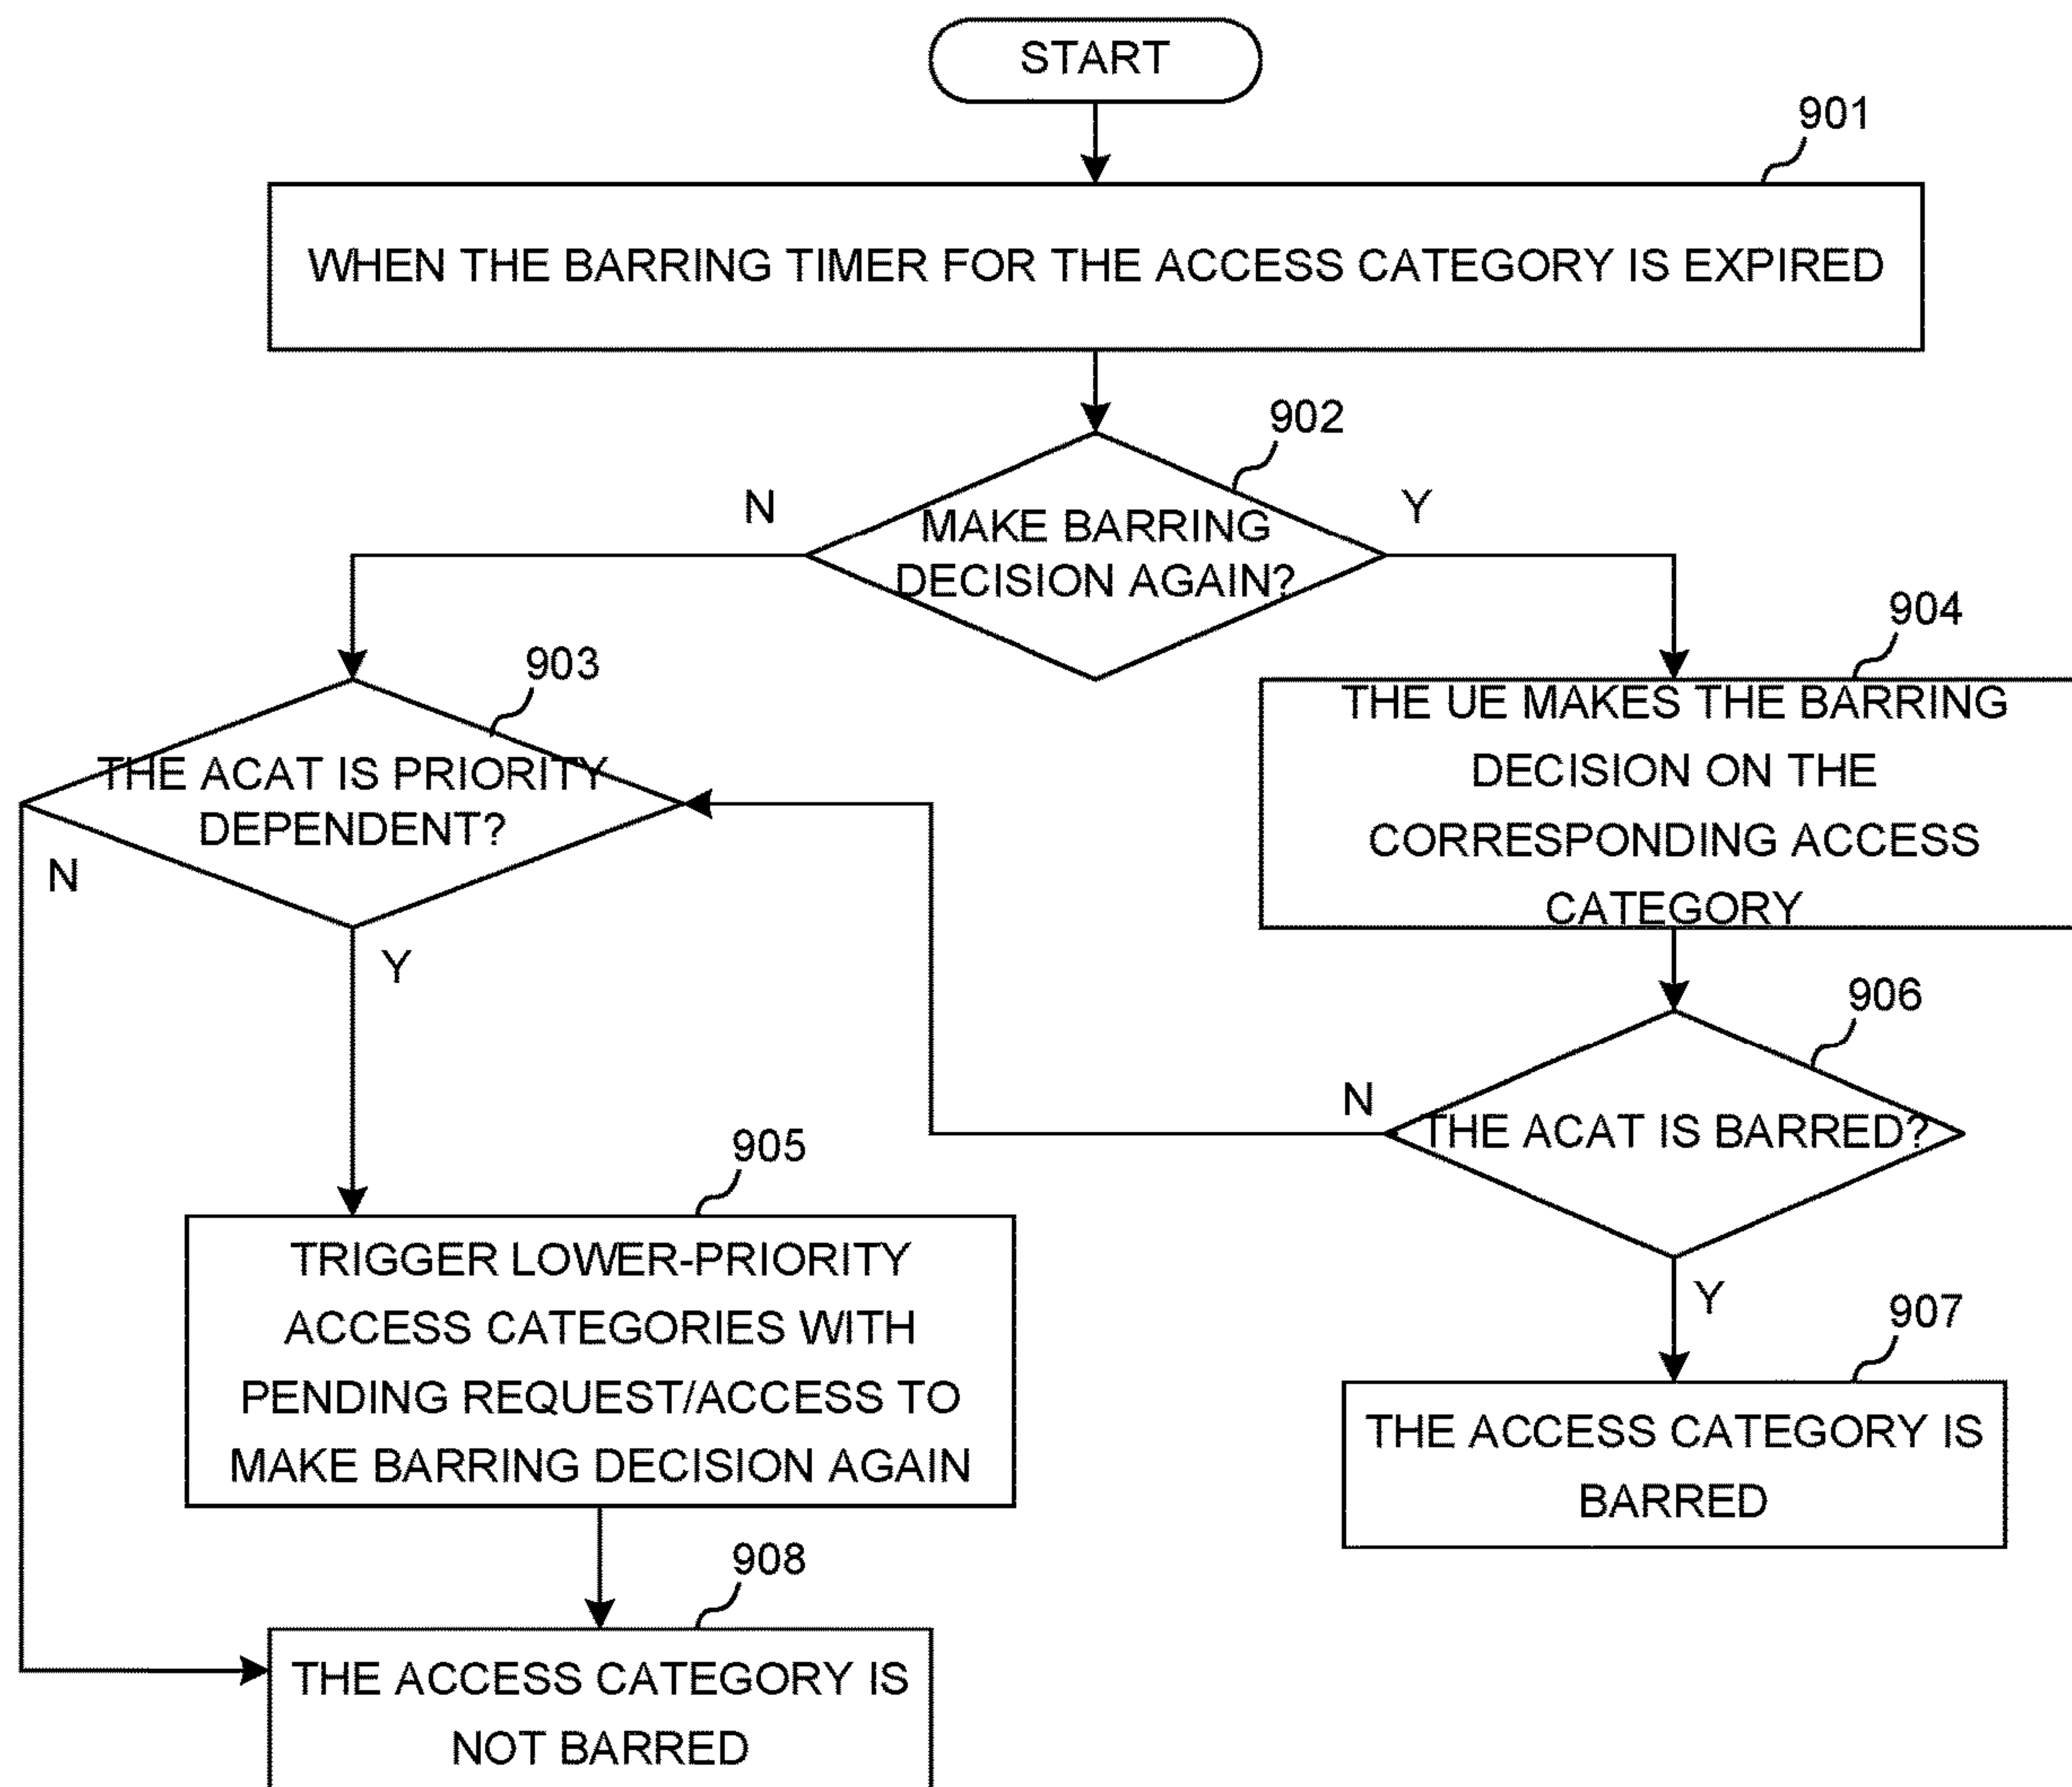 START
901
WHEN THE BARRING TIMER FOR THE ACCESS CATEGORY IS EXPIRED
902
N
Y
MAKE BARRING
DECISION AGAIN?
903
904
THE ACAT IS PRIORITY
DEPENDENT?
N
Y
THE UE MAKES THE BARRING
DECISION ON THE
CORRESPONDING ACCESS
CATEGORY
906
N
THE ACAT IS BARRED?
Y
905
TRIGGER LOWER-PRIORITY
ACCESS CATEGORIES WITH
PENDING REQUEST/ACCESS TO
MAKE BARRING DECISION AGAIN
907
THE ACCESS CATEGORY IS
BARRED
908
THE ACCESS CATEGORY IS
NOT BARRED